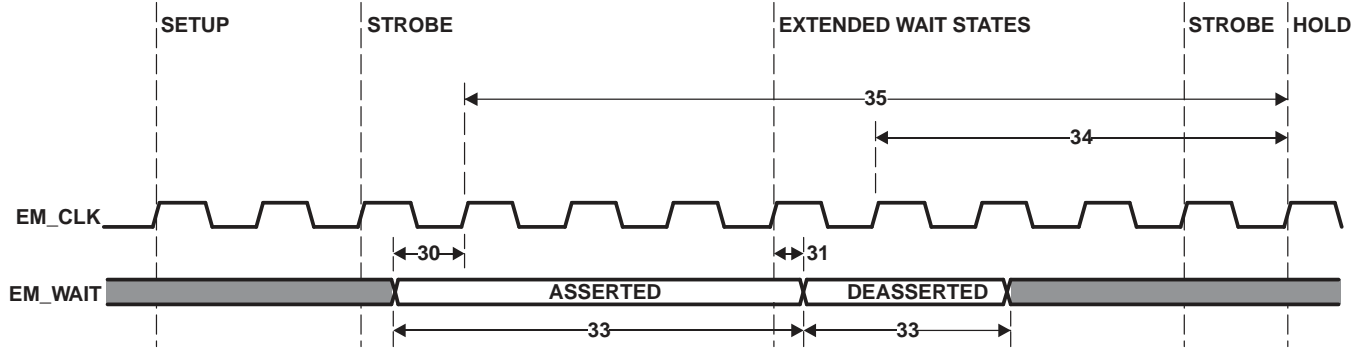 SETUP STROBE EXTENDED WAIT STATES STROBE HOLD
35
34
EM_CLK
30 31
EM_WAIT ASSERTED DEASSERTED
33 33